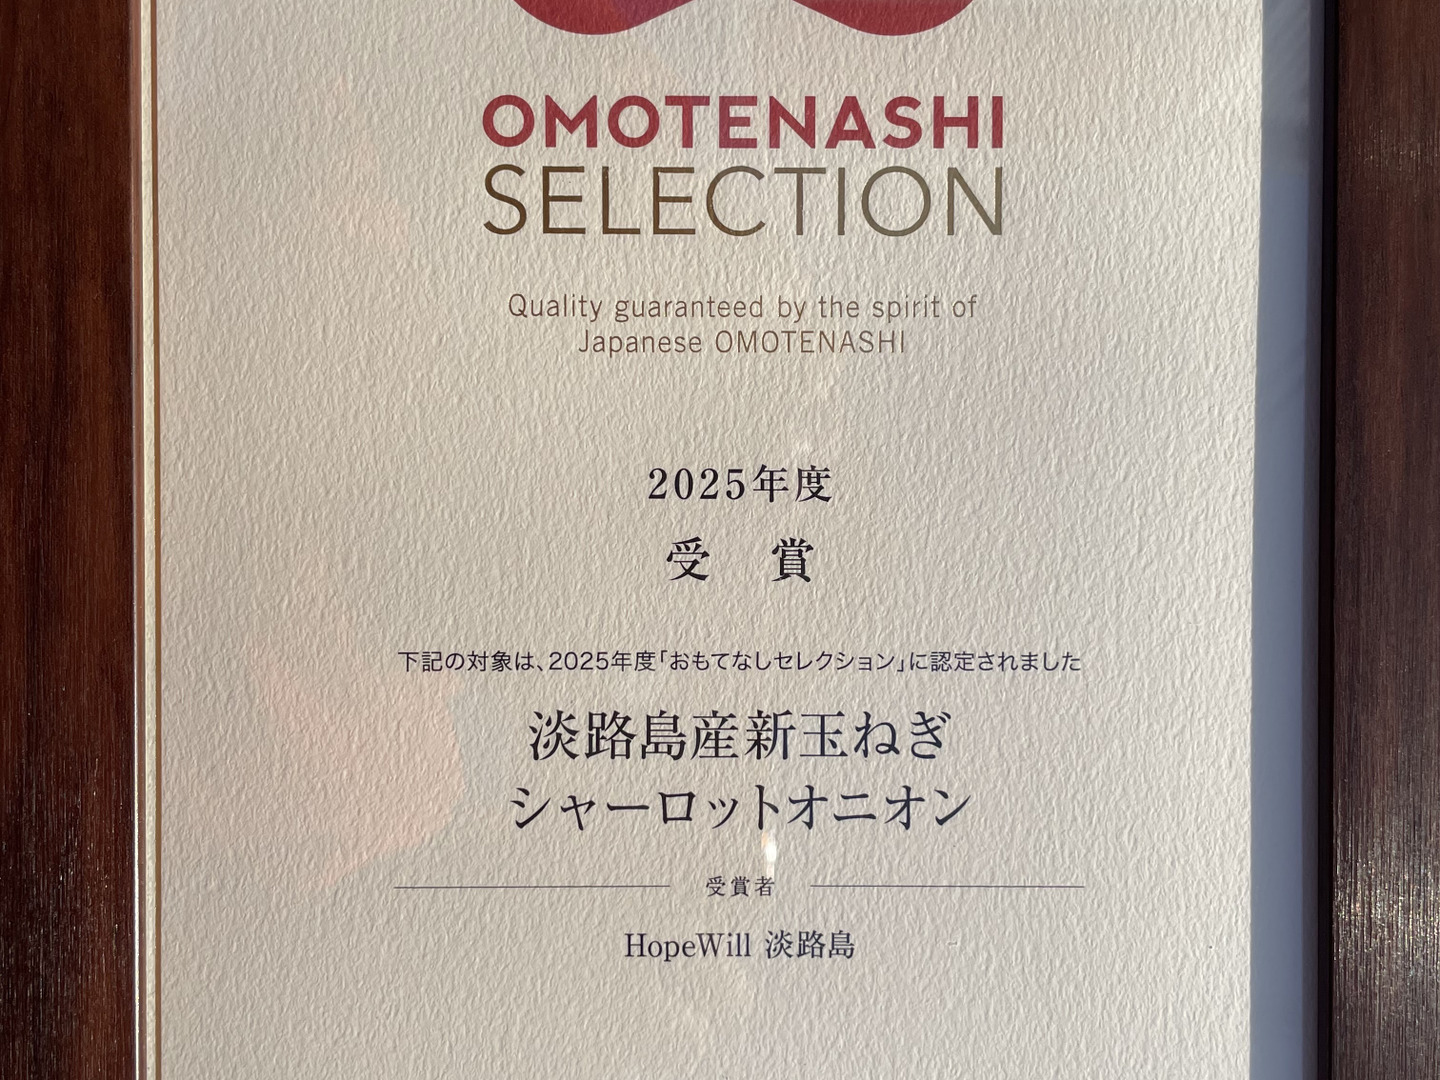 OMOTENASHI
SELECTION
Quality guaranteed by the spirit of
Japanese OMOTENASHI
2025年度
受 賞
下記の対象は、2025年度「おもてなしセレクション」に認定されました
淡路島産新玉ねぎ
シャーロットオニオン
受賞者
HopeWill 淡路島